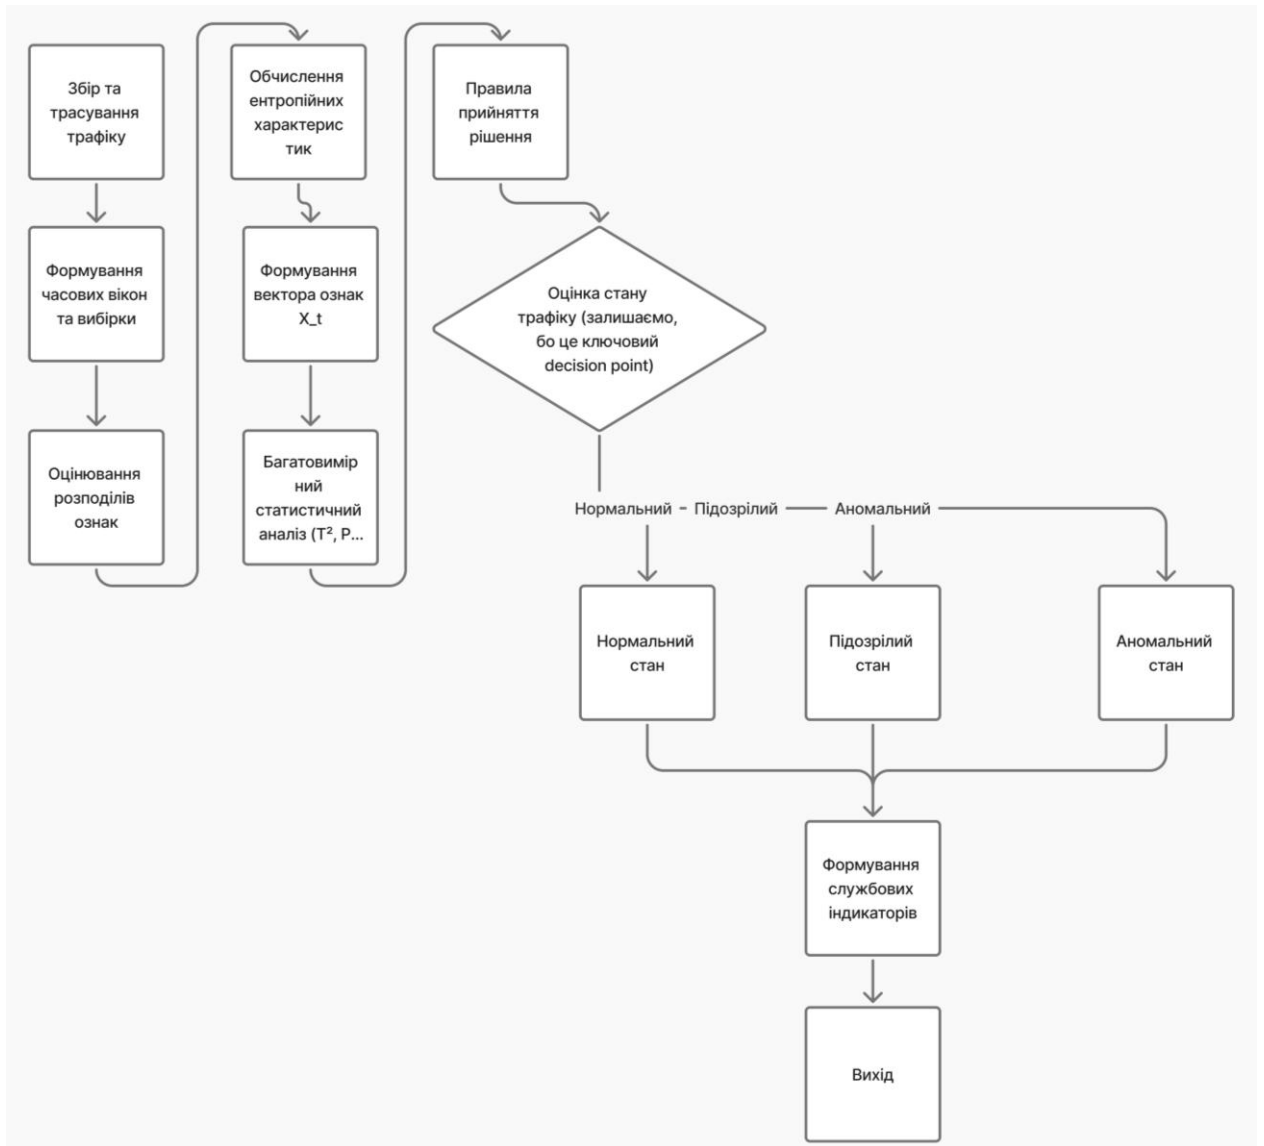 Збір та
трасування
трафіку
Формування
часових вікон
та вибірки
Оцінювання
розподілів
ознак
Обчислення
ентропійних
характерис
тик
Формування
вектора ознак
X_t
Багатовимір
ний
статистичний
аналіз (T², P...
Правила
прийняття
рішення
Оцінка стану
трафіку (залишаємо,
бо це ключовий
decision point)
Нормальний
Підозрілий
Аномальний
Нормальний
стан
Підозрілий
стан
Аномальний
стан
Формування
службових
індикаторів
Вихід